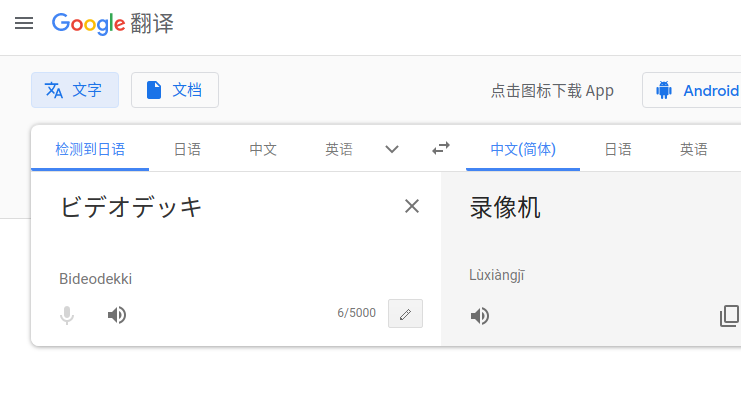 Google 翻译
文字 文档 点击图标下载 App Android
检测到日语 日语 中文 英语 中文(简体) 日语 英语
ビデオデッキ 录像机
Bideodekki Lùxiàngjī
6/5000